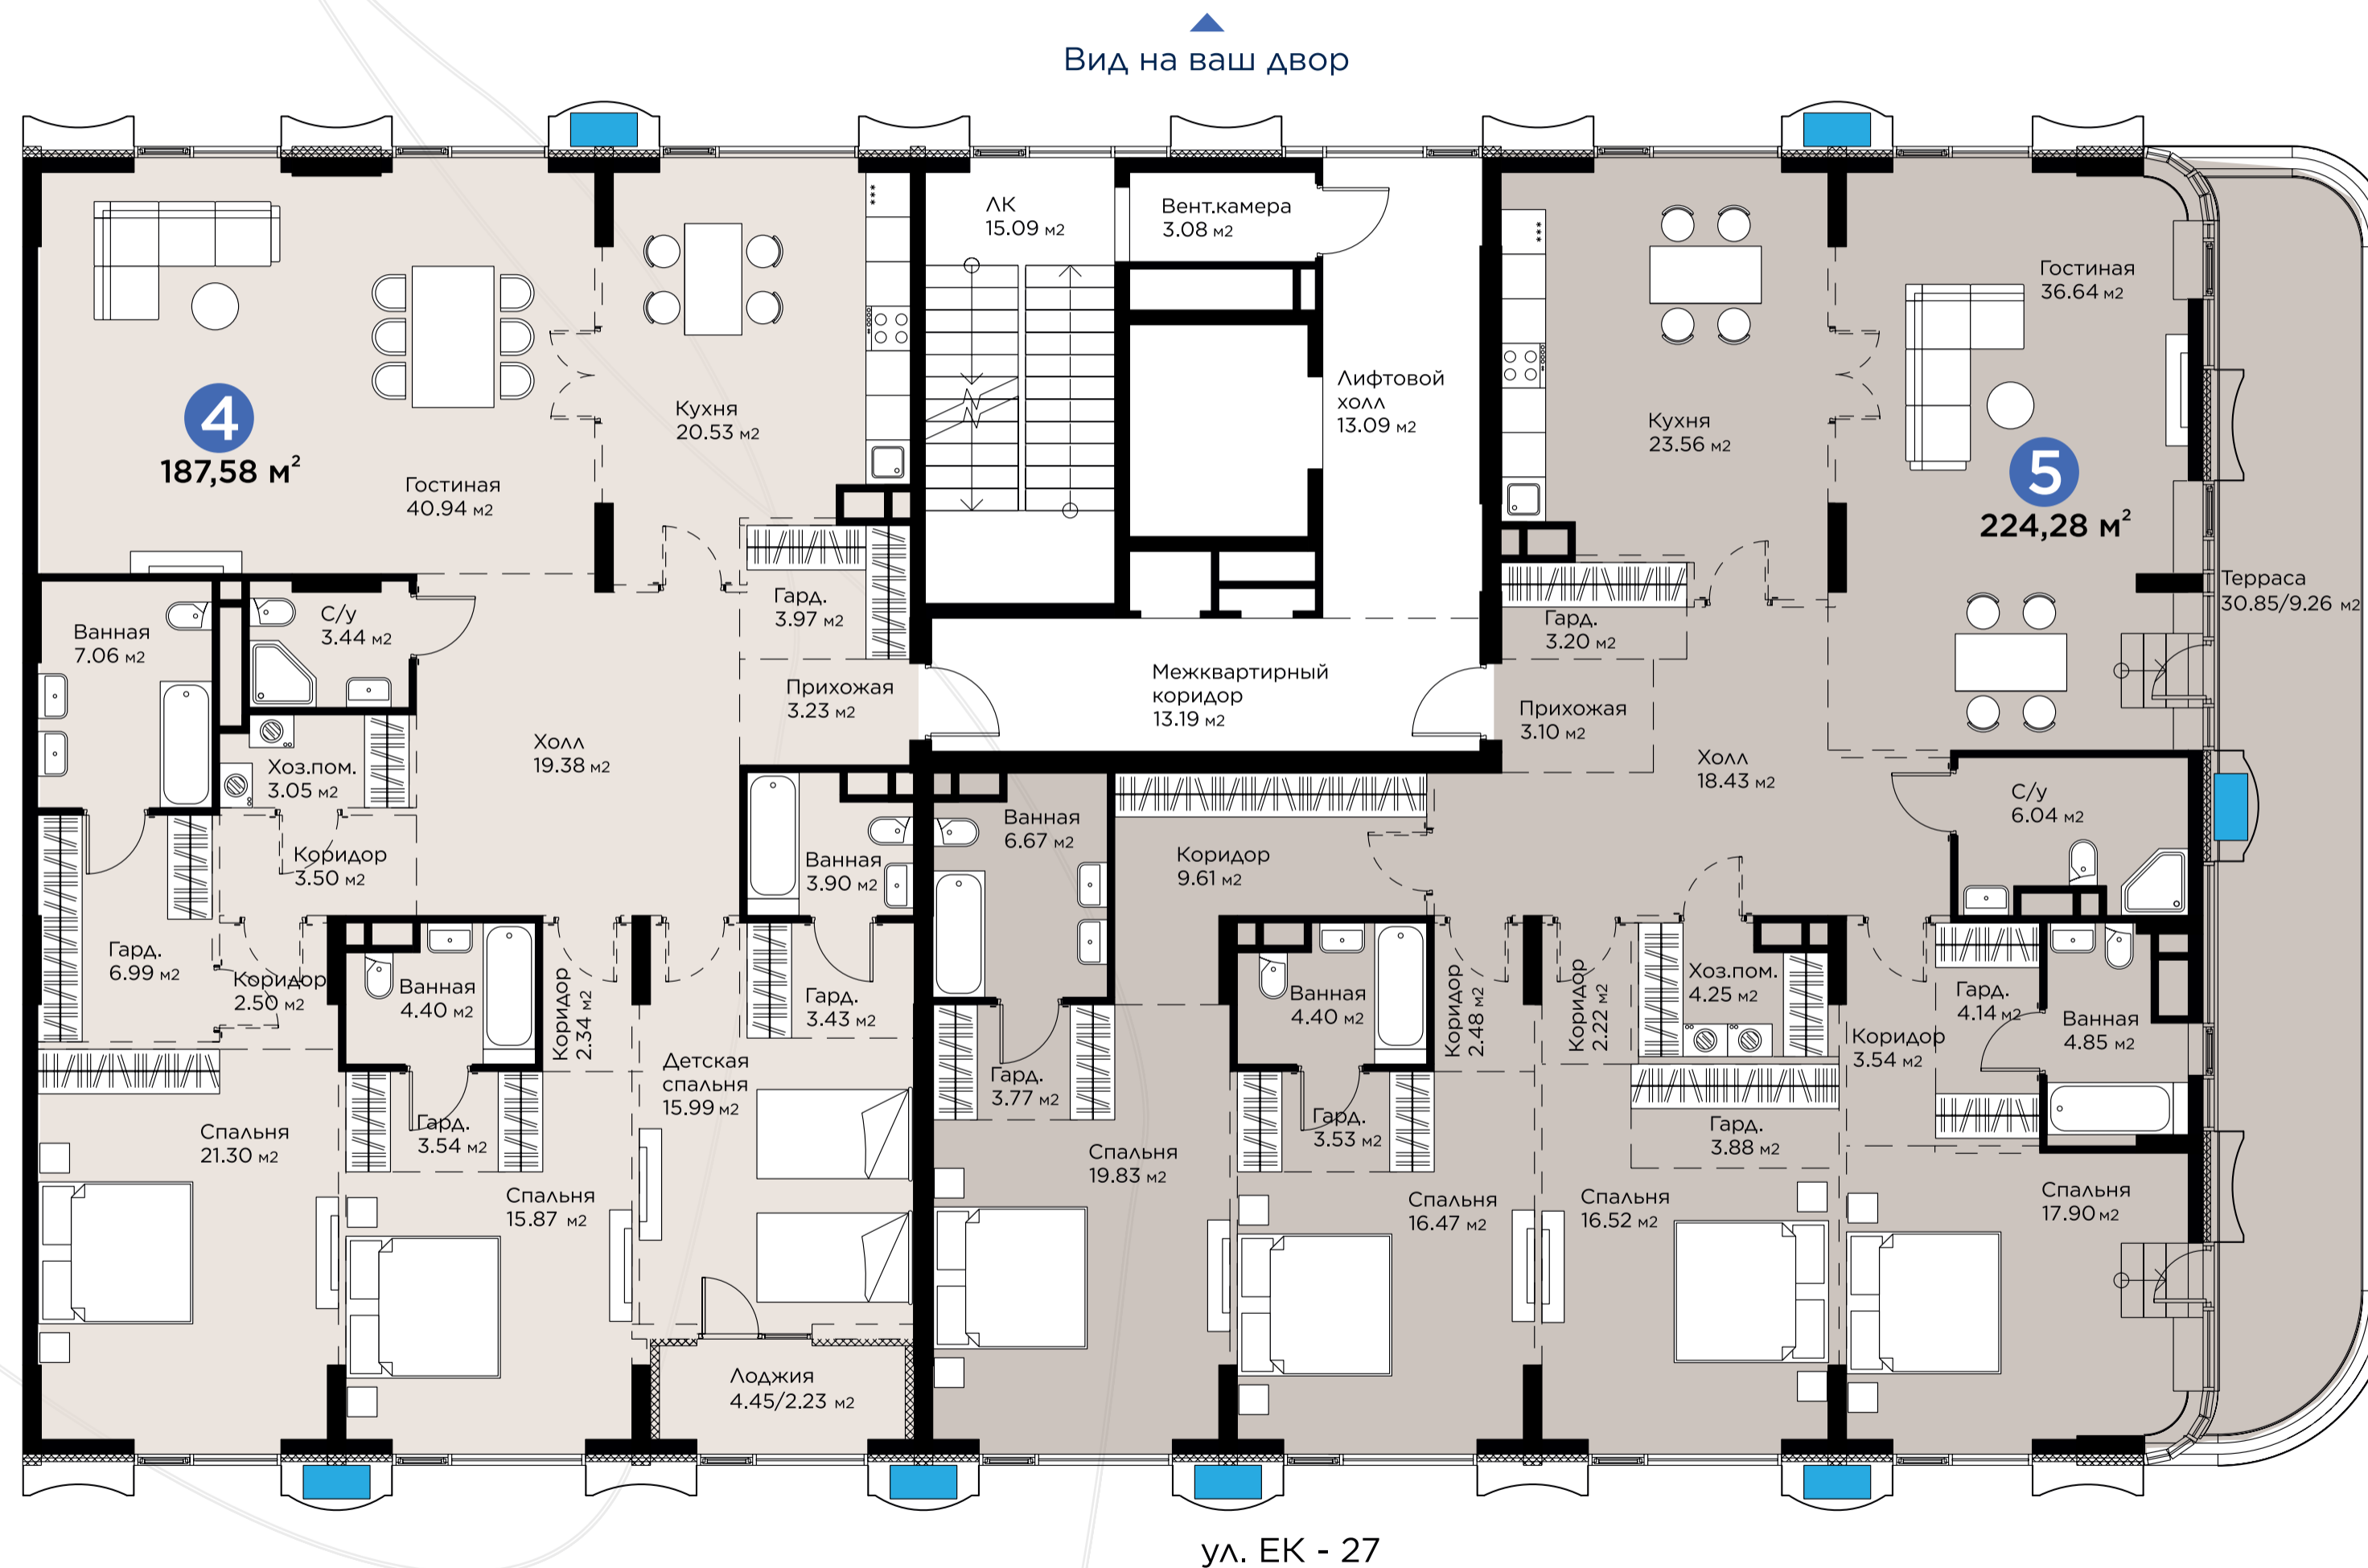 Вид на ваш двор
4
187,58 м²
Гостиная
40.94 м2
Кухня
20.53 м2
ЛК
15.09 м2
Вент.камера
3.08 м2
Лифтовой
холл
13.09 м2
Кухня
23.56 м2
Гостиная
36.64 м2
5
224,28 м²
Терраса
30.85/9.26 м2
Ванная
7.06 м2
С/у
3.44 м2
Гард.
3.97 м2
Прихожая
3.23 м2
Межквартирный
коридор
13.19 м2
Гард.
3.20 м2
Прихожая
3.10 м2
Холл
18.43 м2
Хоз.пом.
3.05 м2
Холл
19.38 м2
Коридор
3.50 м2
Ванная
3.90 м2
Ванная
6.67 м2
Коридор
9.61 м2
С/у
6.04 м2
Гард.
6.99 м2
Коридор
2.50 м2
Ванная
4.40 м2
Коридор
2.34 м2
Гард.
3.43 м2
Детская
спальня
15.99 м2
Гард.
3.77 м2
Ванная
4.40 м2
Коридор
2.48 м2
Коридор
2.22 м2
Хоз.пом.
4.25 м2
Коридор
3.54 м2
Гард.
4.14 м2
Ванная
4.85 м2
Спальня
21.30 м2
Гард.
3.54 м2
Спальня
15.87 м2
Спальня
19.83 м2
Гард.
3.53 м2
Спальня
16.47 м2
Гард.
3.88 м2
Спальня
16.52 м2
Спальня
17.90 м2
Лоджия
4.45/2.23 м2
ул. ЕК - 27